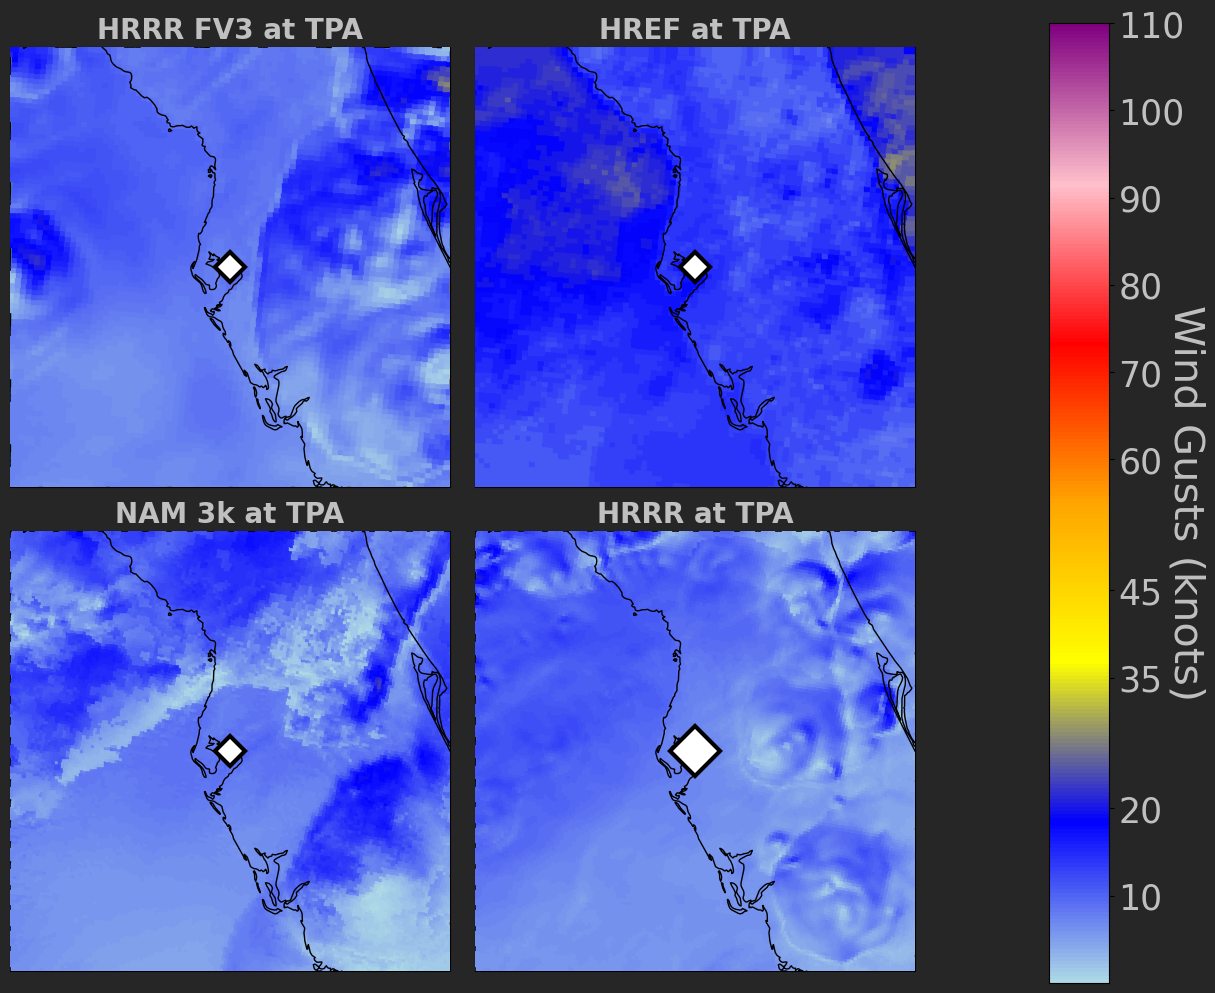 HRRR FV3 at TPA
HREF at TPA
NAM 3k at TPA
HRRR at TPA
110
100
90
80
70
60
45
35
20
10
Wind Gusts (knots)